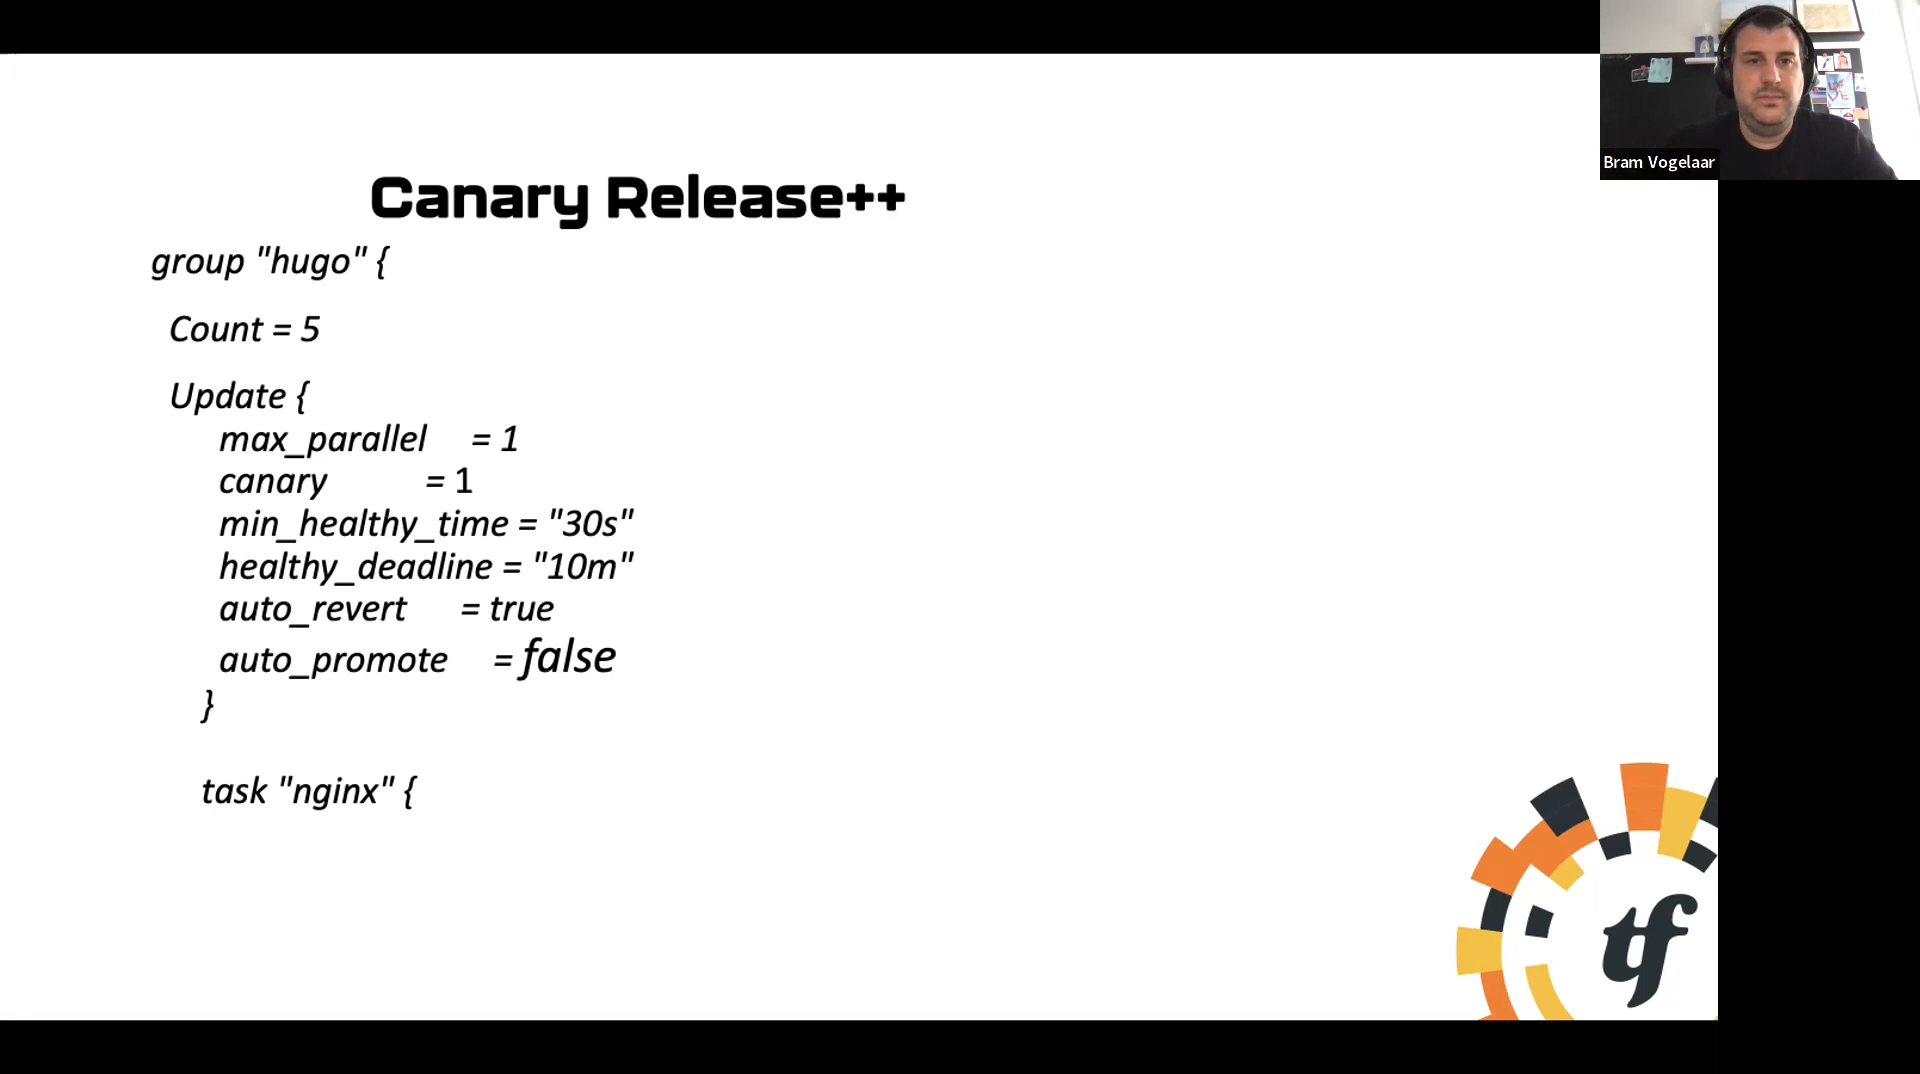 Canary Release++
group "hugo" {
Count = 5
Update {
max_parallel = 1
canary = 1
min_healthy_time = "30s"
healthy_deadline = "10m"
auto_revert = true
auto_promote = false
}
task "nginx" {
tf
Bram Vogelaar